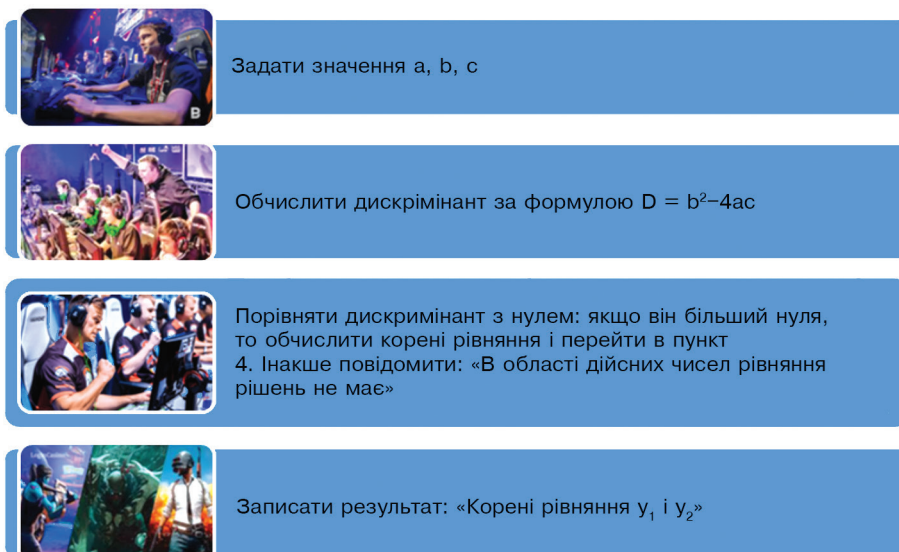 Задати значення a, b, c
Обчислити дискрімінант за формулою D = b²–4ac
Порівняти дискримінант з нулем: якщо він більший нуля,
то обчислити корені рівняння і перейти в пункт
4. Інакше повідомити: «В області дійсних чисел рівняння
рішень не має»
Записати результат: «Корені рівняння y₁ і y₂»